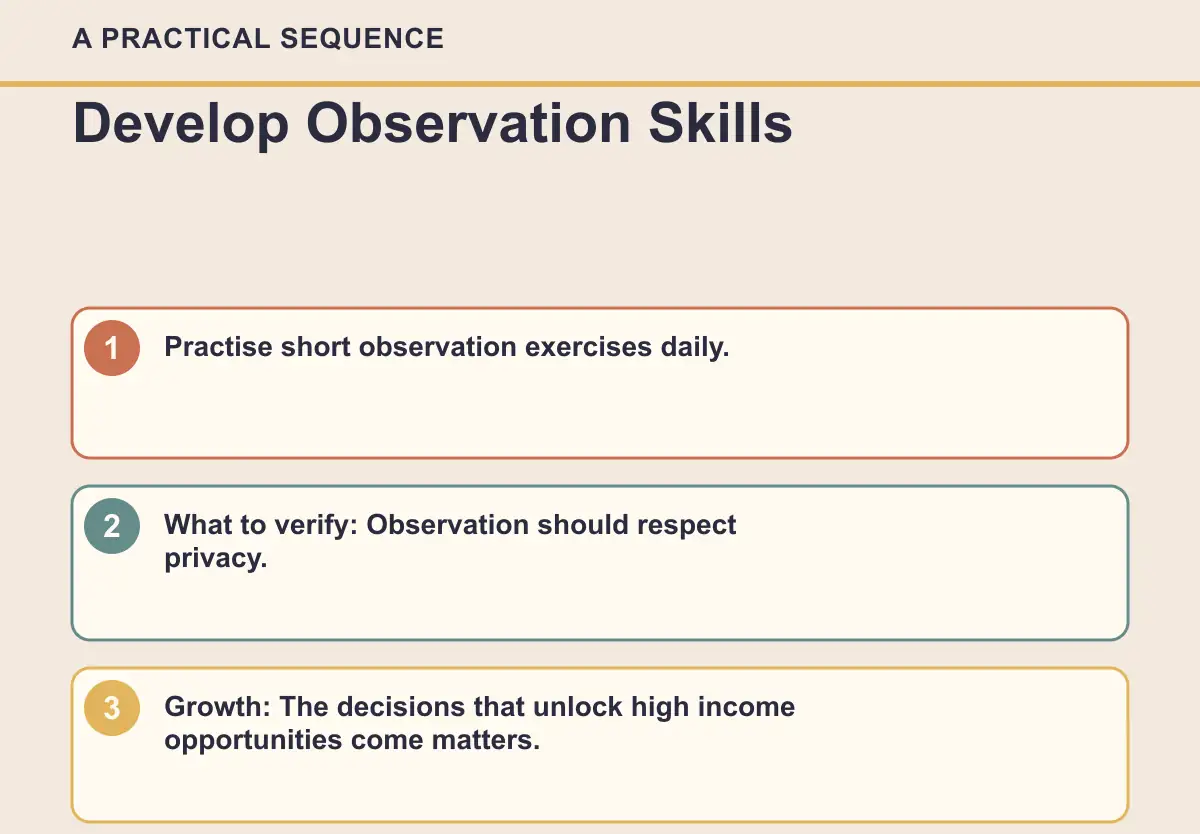 A PRACTICAL SEQUENCE
Develop Observation Skills
1
Practise short observation exercises daily.
2
What to verify: Observation should respect
privacy.
3
Growth: The decisions that unlock high income
opportunities come matters.